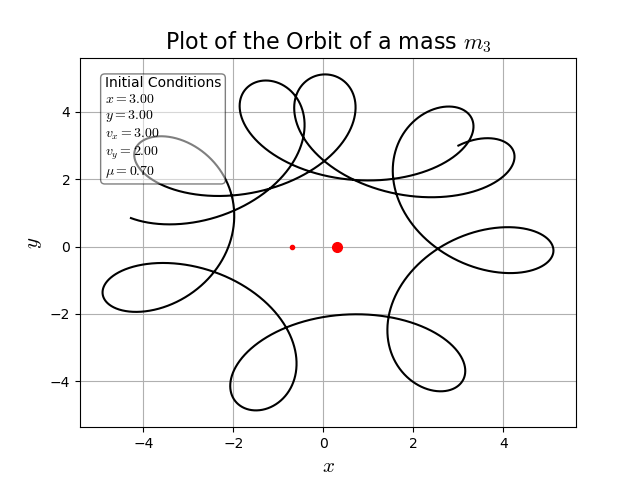 Plot of the Orbit of a mass m₃
Initial Conditions
x = 3.00
y = 3.00
vₓ = 3.00
v_y = 2.00
μ = 0.70
4
2
0
−2
−4
y
−4 −2 0 2 4
x